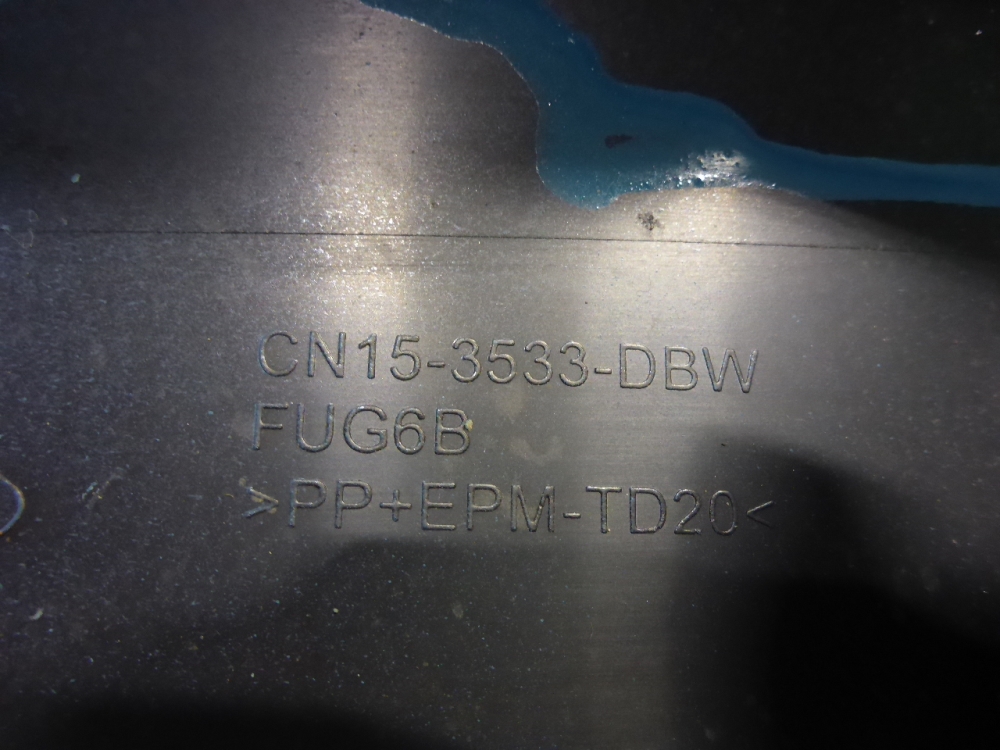 CN15-3533-DBW
FUG6B
>PP+EPM-TD20<